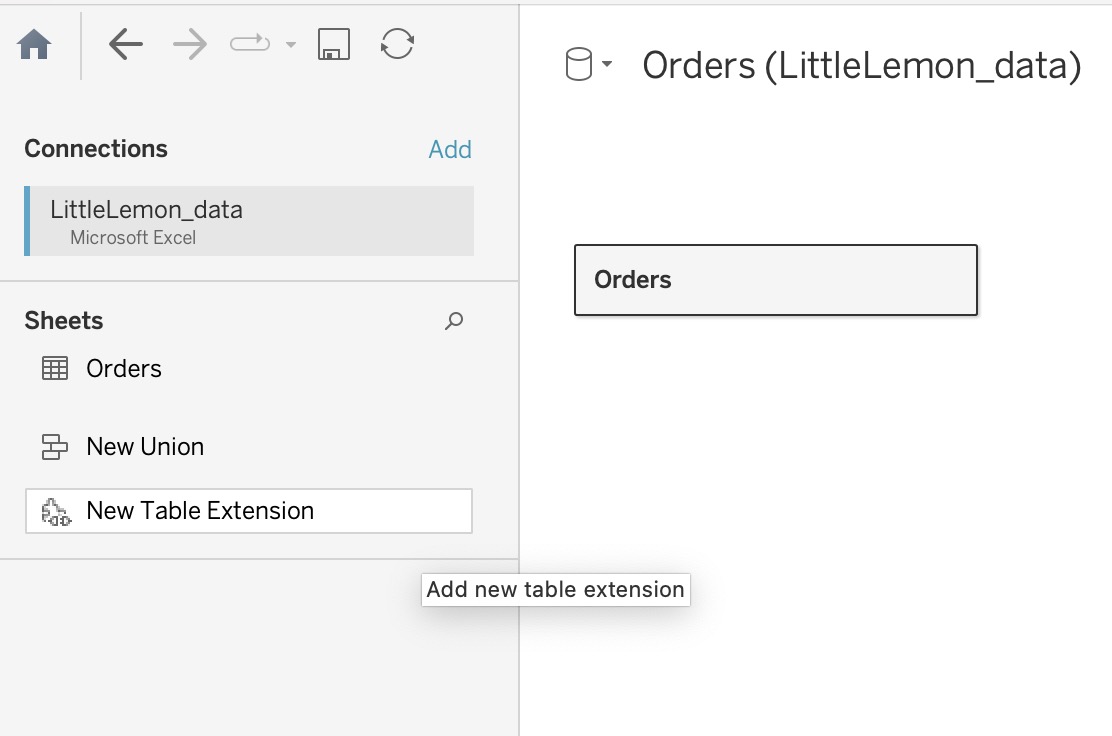 Orders (LittleLemon_data)
Connections
Add
LittleLemon_data
Microsoft Excel
Orders
Sheets
Orders
New Union
New Table Extension
Add new table extension